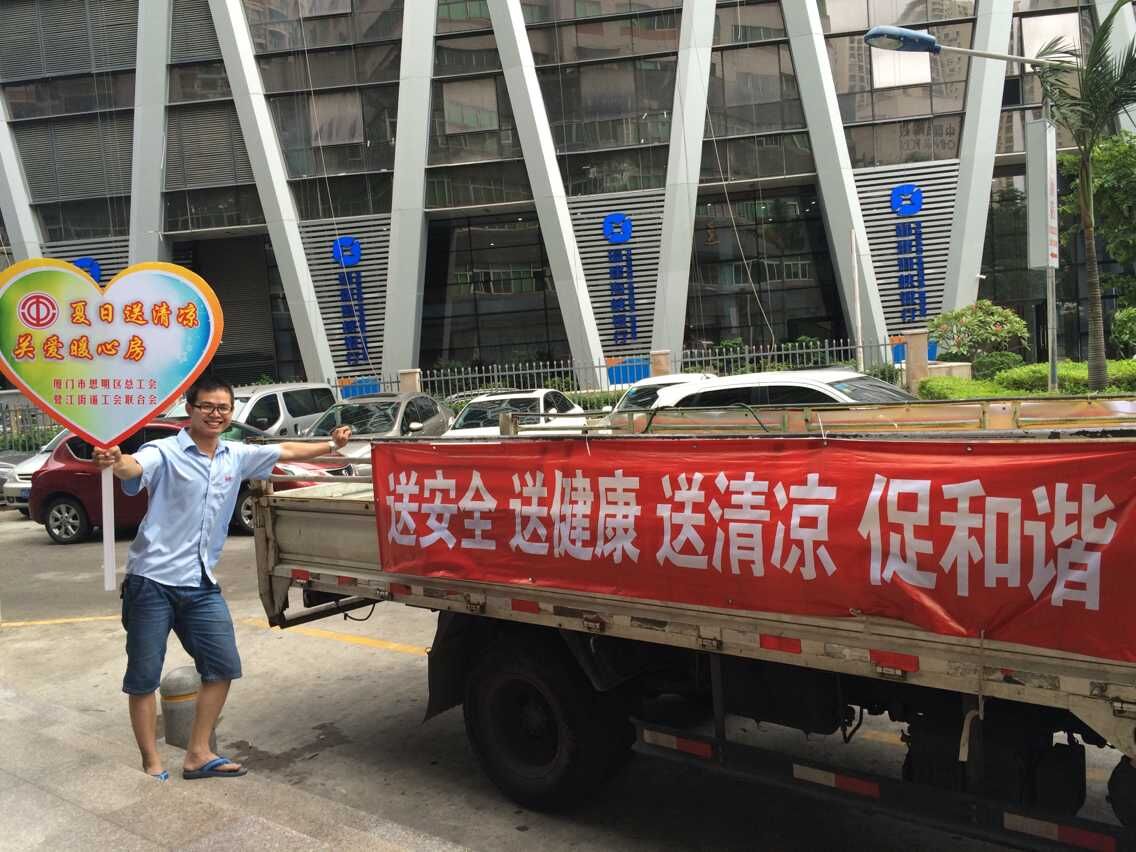 夏日送清凉
关爱暖心房
厦门市思明区总工会
鹭江街道工会联合会
送安全 送健康 送清凉 促和谐